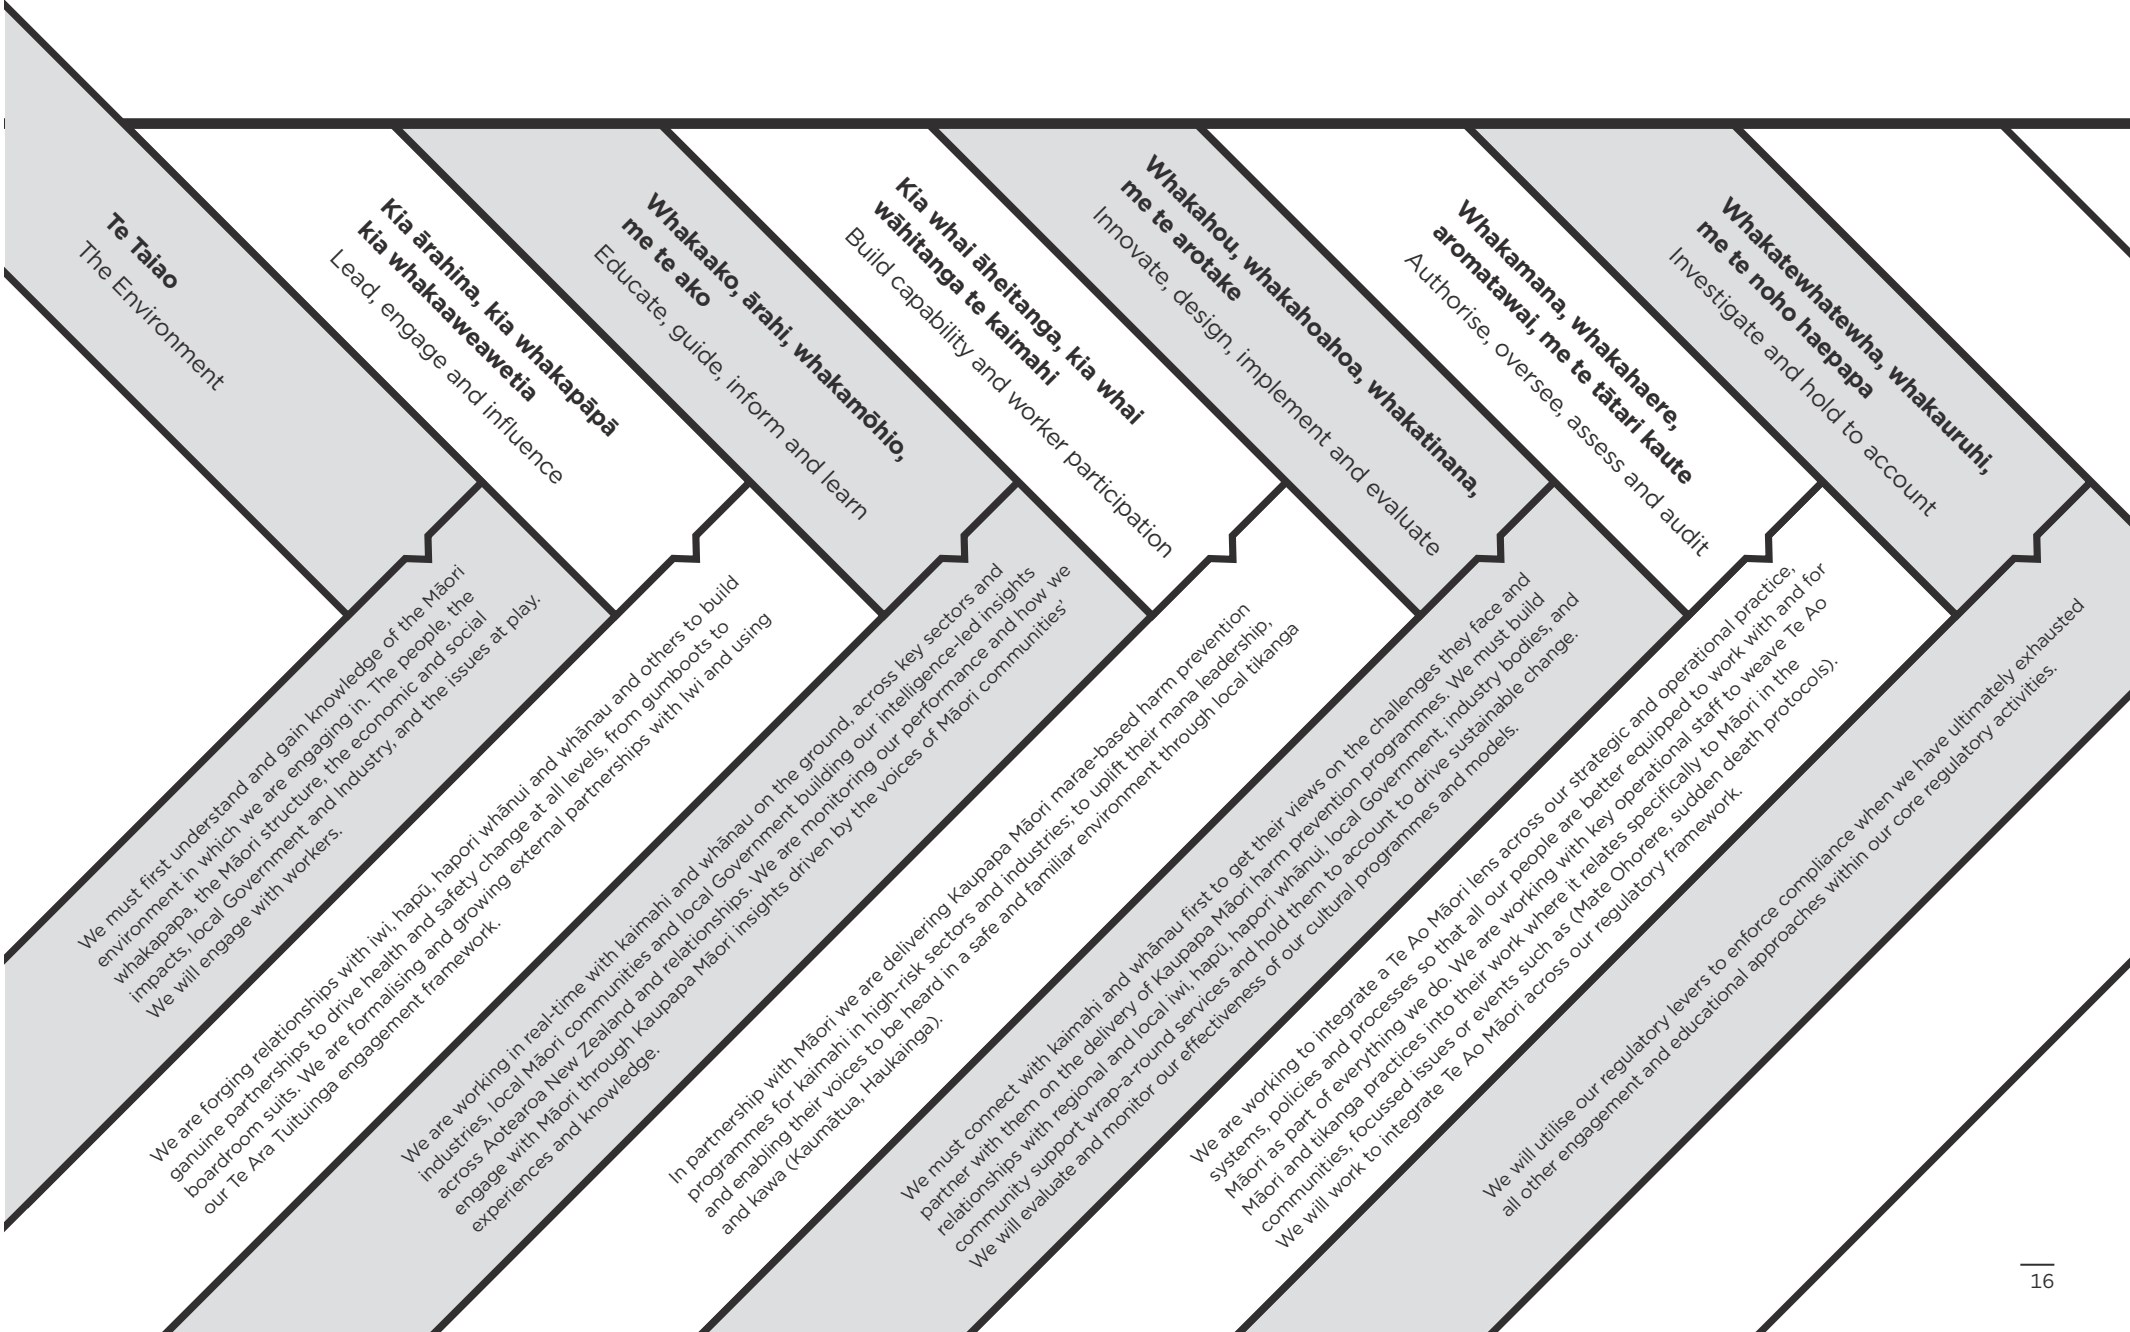 Te Taiao
The Environment
We must first understand and gain knowledge of the Māori
environment in which we are engaging in. The people, the
whakapapa, the Māori structure, the economic and social
impacts, local Government and Industry, and the issues at play.
We will engage with workers.
Kia ārahina, kia whakapāpā
kia whakaaweawetia
Lead, engage and influence
We are forging relationships with iwi, hapū, hapori whānui and whānau and others to build
genuine partnerships to drive health and safety change at all levels, from gumboots to
boardroom suits. We are formalising and growing external partnerships with Iwi and using
our Te Ara Tuituinga engagement framework.
Whakaako, ārahi, whakamōhio,
me te ako
Educate, guide, inform and learn
We are working in real-time with kaimahi and whānau on the ground, across key sectors and
industries, local Māori communities and local Government building our intelligence-led insights
across Aotearoa New Zealand and relationships. We are monitoring our performance and how we
engage with Māori through Kaupapa Māori insights driven by the voices of Māori communities’
experiences and knowledge.
Kia whai āheitanga, kia whai
wāhitanga te kaimahi
Build capability and worker participation
In partnership with Māori we are delivering Kaupapa Māori marae-based harm prevention
programmes for kaimahi in high-risk sectors and industries; to uplift their mana leadership,
and enabling their voices to be heard in a safe and familiar environment through local tikanga
and kawa (Kaumātua, Haukainga).
Whakahou, whakahoahoa, whakatinana,
me te arotake
Innovate, design, implement and evaluate
We must connect with kaimahi and whānau first to get their views on the challenges they face and
partner with them on the delivery of Kaupapa Māori harm prevention programmes. We must build
relationships with regional and local iwi, hapū, hapori whānui, local Government, industry bodies, and
community support wrap-a-round services and hold them to account to drive sustainable change.
We will evaluate and monitor our effectiveness of our cultural programmes and models.
Whakamana, whakahaere,
aromatawai, me te tātari kaute
Authorise, oversee, assess and audit
We are working to integrate a Te Ao Māori lens across our strategic and operational practice,
systems, policies and processes so that all our people are better equipped to work with and for
Māori as part of everything we do. We are working with key operational staff to weave Te Ao
Māori and tikanga practices into their work where it relates specifically to Māori in the
communities, focussed issues or events such as (Mate Ohorere, sudden death protocols).
We will work to integrate Te Ao Māori across our regulatory framework.
Whakatewhatewha, whakauruhi,
me te noho haepapa
Investigate and hold to account
We will utilise our regulatory levers to enforce compliance when we have ultimately exhausted
all other engagement and educational approaches within our core regulatory activities.
16